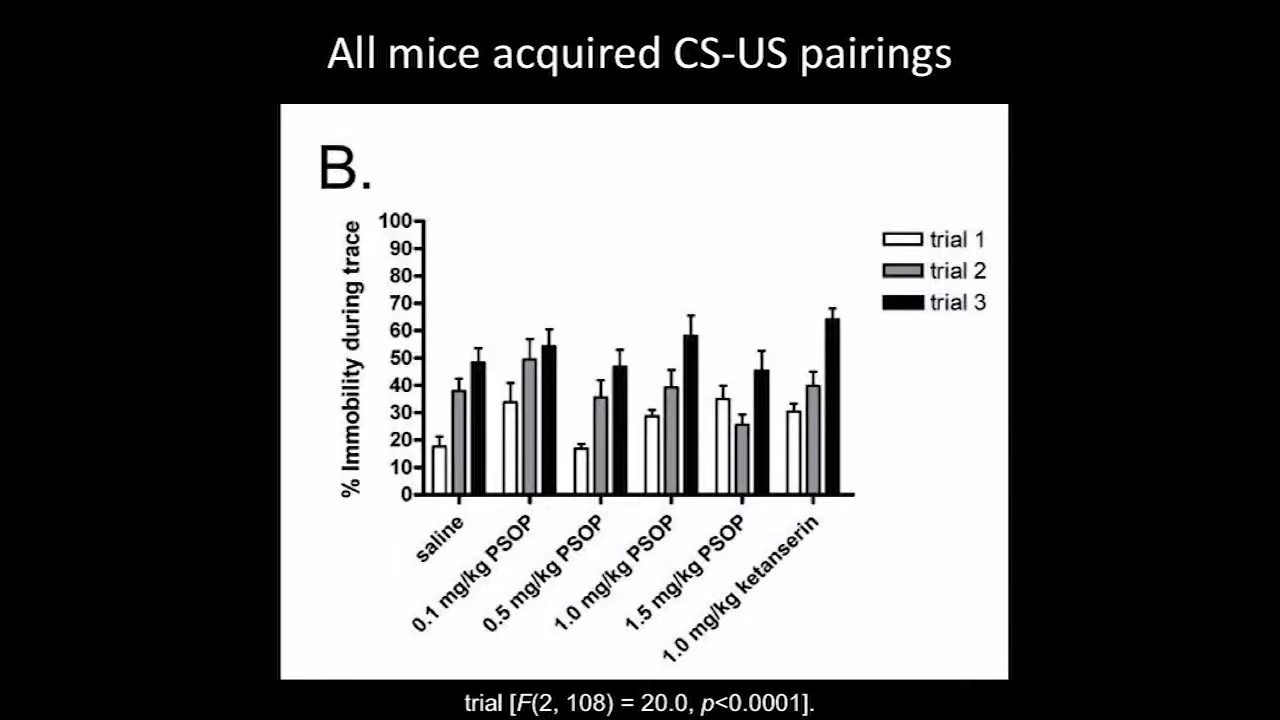 All mice acquired CS-US pairings
B.
% Immobility during trace
100
90
80
70
60
50
40
30
20
10
0
trial 1
trial 2
trial 3
saline
0.1 mg/kg PSOP
0.5 mg/kg PSOP
1.0 mg/kg PSOP
1.5 mg/kg PSOP
1.0 mg/kg ketanserin
trial [F(2, 108) = 20.0, p<0.0001].